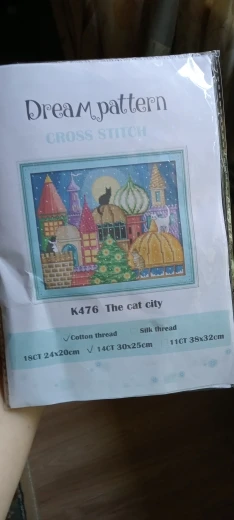 Dream pattern
CROSS STITCH
K476 The cat city
✓ Cotton thread Silk thread
18CT 24x20cm ✓ 14CT 30x25cm 11CT 38x32cm